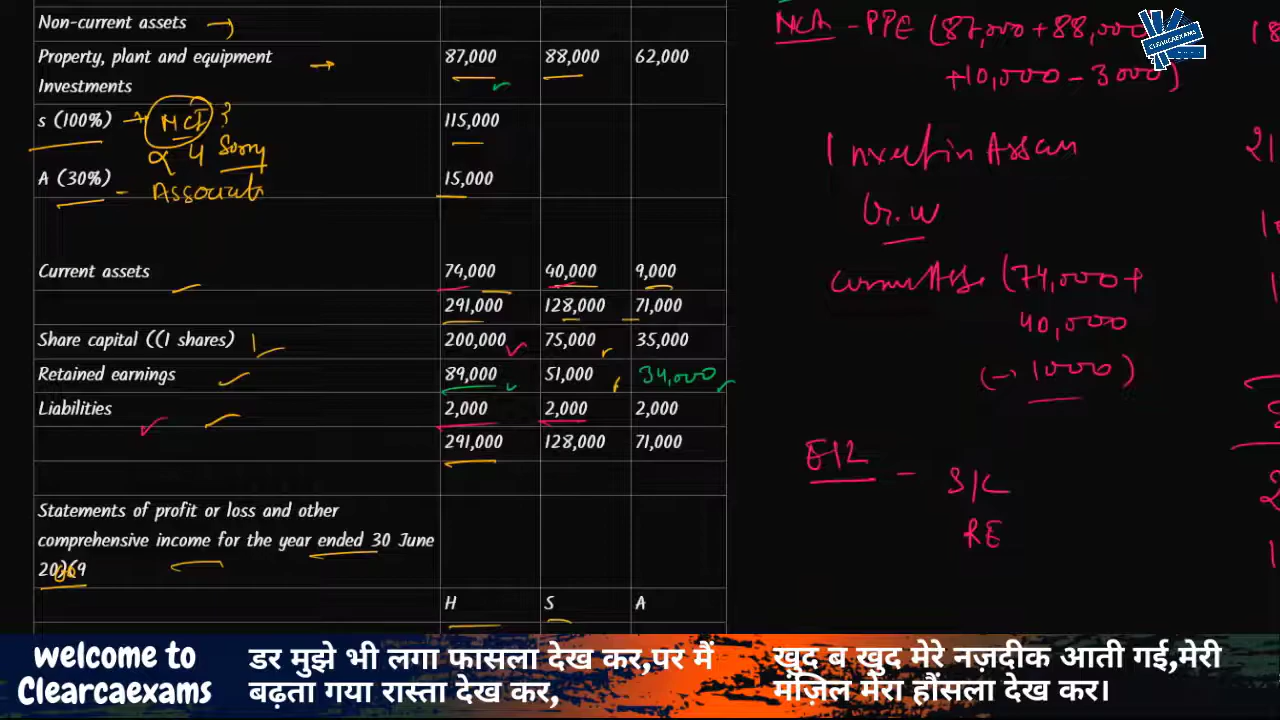 Non-current assets
Property, plant and equipment 87,000 88,000 62,000
Investments
s (100%) NCI ? 115,000
Sorry
A (30%) - Associate 15,000
Current assets 74,000 40,000 9,000
291,000 128,000 71,000
Share capital ((1 shares) 200,000 75,000 35,000
Retained earnings 89,000 51,000 34,000
Liabilities 2,000 2,000 2,000
291,000 128,000 71,000
Statements of profit or loss and other
comprehensive income for the year ended 30 June
H S A
NCA - PPE (87,000 + 88,000
+10,000 - 3000)
CLEARCAEXAMS
Invest in
G.W
(74,000 +
40,000
(-) 1000)
E&L - S/C
RE
welcome to
Clearcaexams
डर मुझे भी लगा फासला देख कर,पर मैं
बढ़ता गया रास्ता देख कर,
खुद ब खुद मेरे नज़दीक आती गई,मेरी
मंज़िल मेरा हौंसला देख कर।